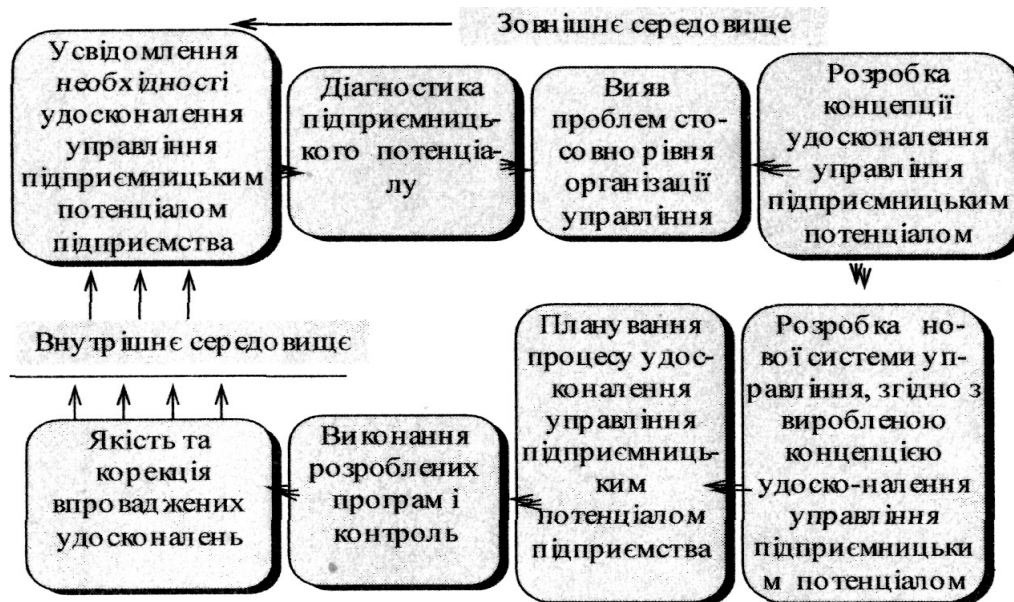 Зовнішнє середовище
Усвідомлення
необхідності
удосконалення
управління
підприємницьким
потенціалом
підприємства
Діагностика
підприємниць-
кого потенціа-
лу
Вияв
проблем сто-
совно рівня
організації
управління
Розробка
концепції
удосконалення
управління
підприємницьким
потенціалом
Внутрішнє середовищє
Якість та
корекція
впроваджених
удосконалень
Виконання
розроблених
програм і
контроль
Планування
процесу удос-
коналення
управління
підприємниць-
ким
потенціалом
підприємства
Розробка но-
вої системи уп-
равління, згідно з
виробленою
концепцією
удоско-налення
управління
підприємницьки
м потенціалом